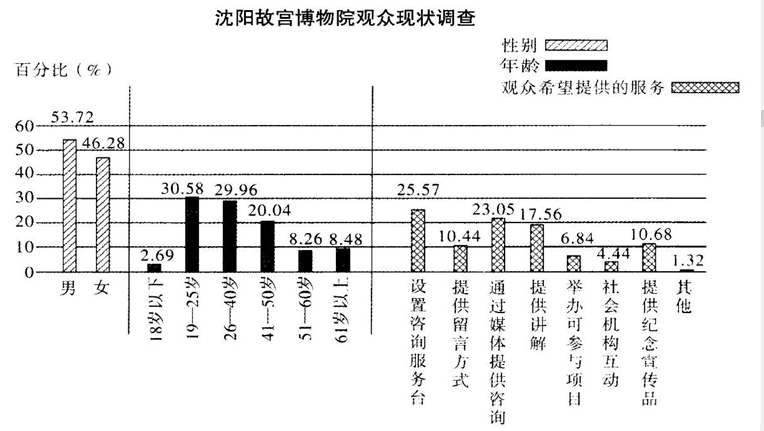 沈阳故宫博物院观众现状调查
性别
年龄
观众希望提供的服务
百分比(%)
60
50
40
30
20
10
0
53.72
46.28
2.69
30.58
29.96
20.04
8.26
8.48
25.57
10.44
23.05
17.56
6.84
4.44
10.68
1.32
男
女
18岁以下
19—25岁
26—40岁
41—50岁
51—60岁
61岁以上
设置咨询服务台
提供留言方式
通过媒体提供咨询
提供讲解
举办可参与项目
社会机构互动
提供纪念宣传品
其他